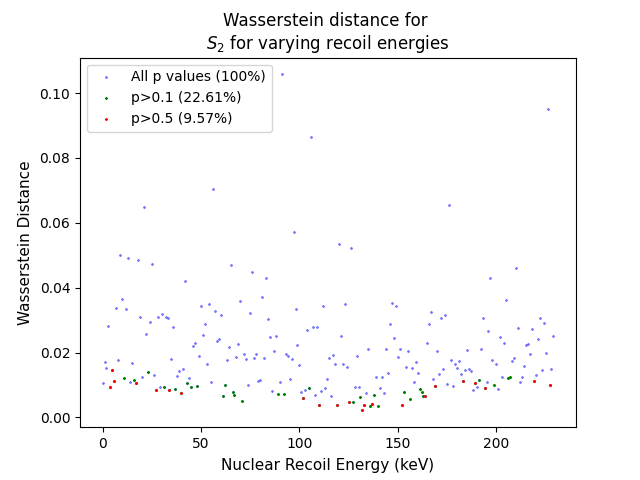 Wasserstein distance for
S₂ for varying recoil energies
All p values (100%)
p>0.1 (22.61%)
p>0.5 (9.57%)
Wasserstein Distance
0.10
0.08
0.06
0.04
0.02
0.00
0 50 100 150 200
Nuclear Recoil Energy (keV)